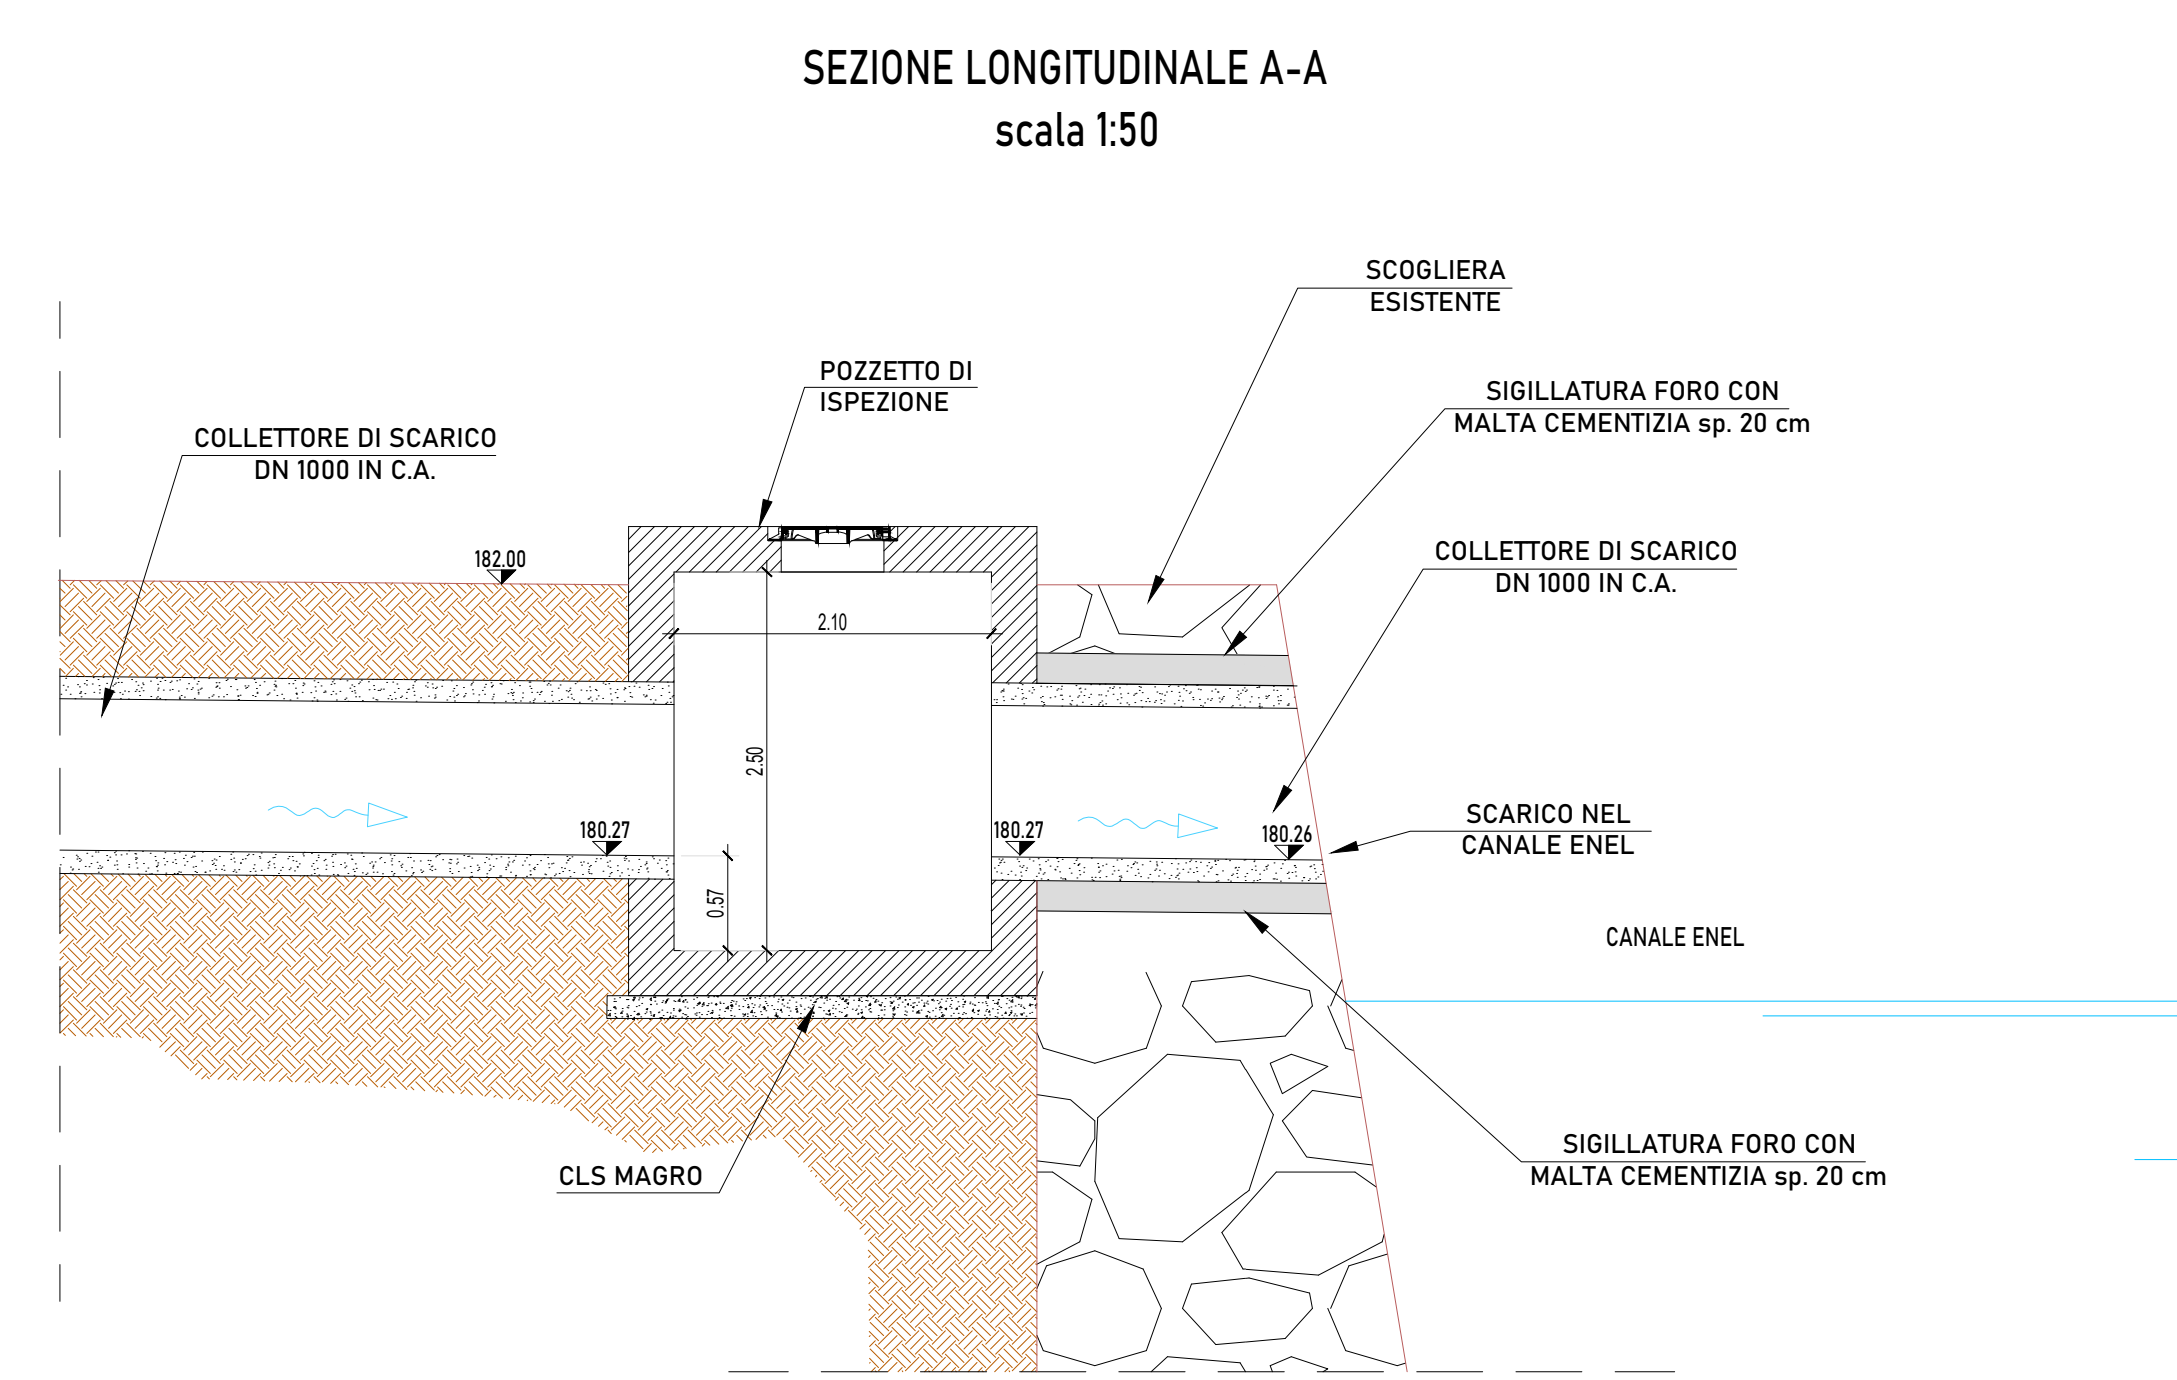 SEZIONE LONGITUDINALE A-A
scala 1:50
SCOGLIERA
ESISTENTE
POZZETTO DI
ISPEZIONE
SIGILLATURA FORO CON
MALTA CEMENTIZIA sp. 20 cm
COLLETTORE DI SCARICO
DN 1000 IN C.A.
182.00
COLLETTORE DI SCARICO
DN 1000 IN C.A.
2.10
2.50
180.27
180.27
180.26
SCARICO NEL
CANALE ENEL
0.57
CANALE ENEL
CLS MAGRO
SIGILLATURA FORO CON
MALTA CEMENTIZIA sp. 20 cm